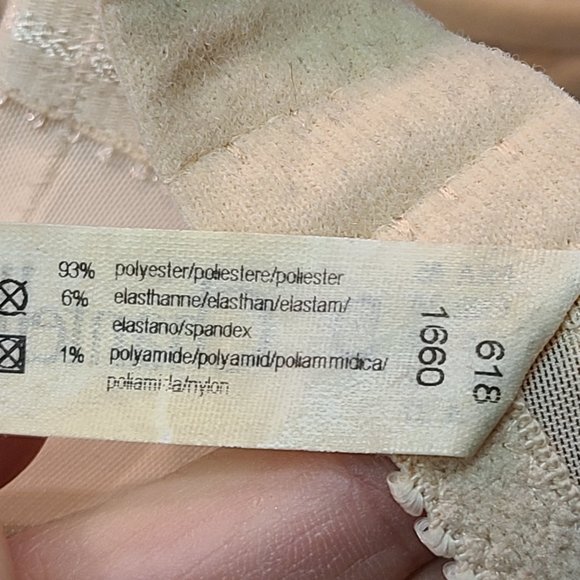 93% polyester/poliestere/poliester
6% elasthanne/elasthan/elastam/
elastano/spandex
1% polyamide/polyamid/poliammidica/
poliamida/nylon
1660
618